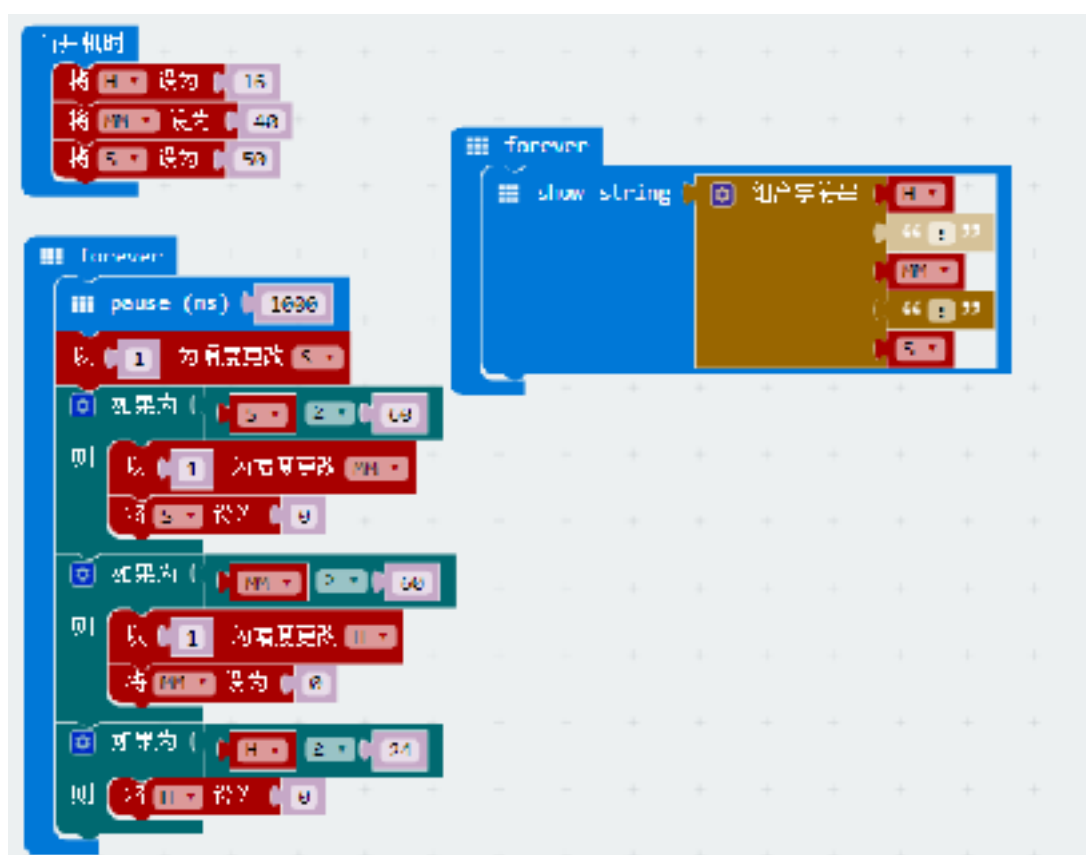 当开机时
将 H 设为 16
将 MM 设为 40
将 S 设为 50
forever
show string 组合字符串 H
“ : ”
MM
“ : ”
S
forever
pause (ms) 1000
以 1 为幅度更改 S
如果为 S ≥ 60
则 以 1 为幅度更改 MM
将 S 设为 0
如果为 MM ≥ 60
则 以 1 为幅度更改 H
将 MM 设为 0
如果为 H ≥ 24
则 将 H 设为 0